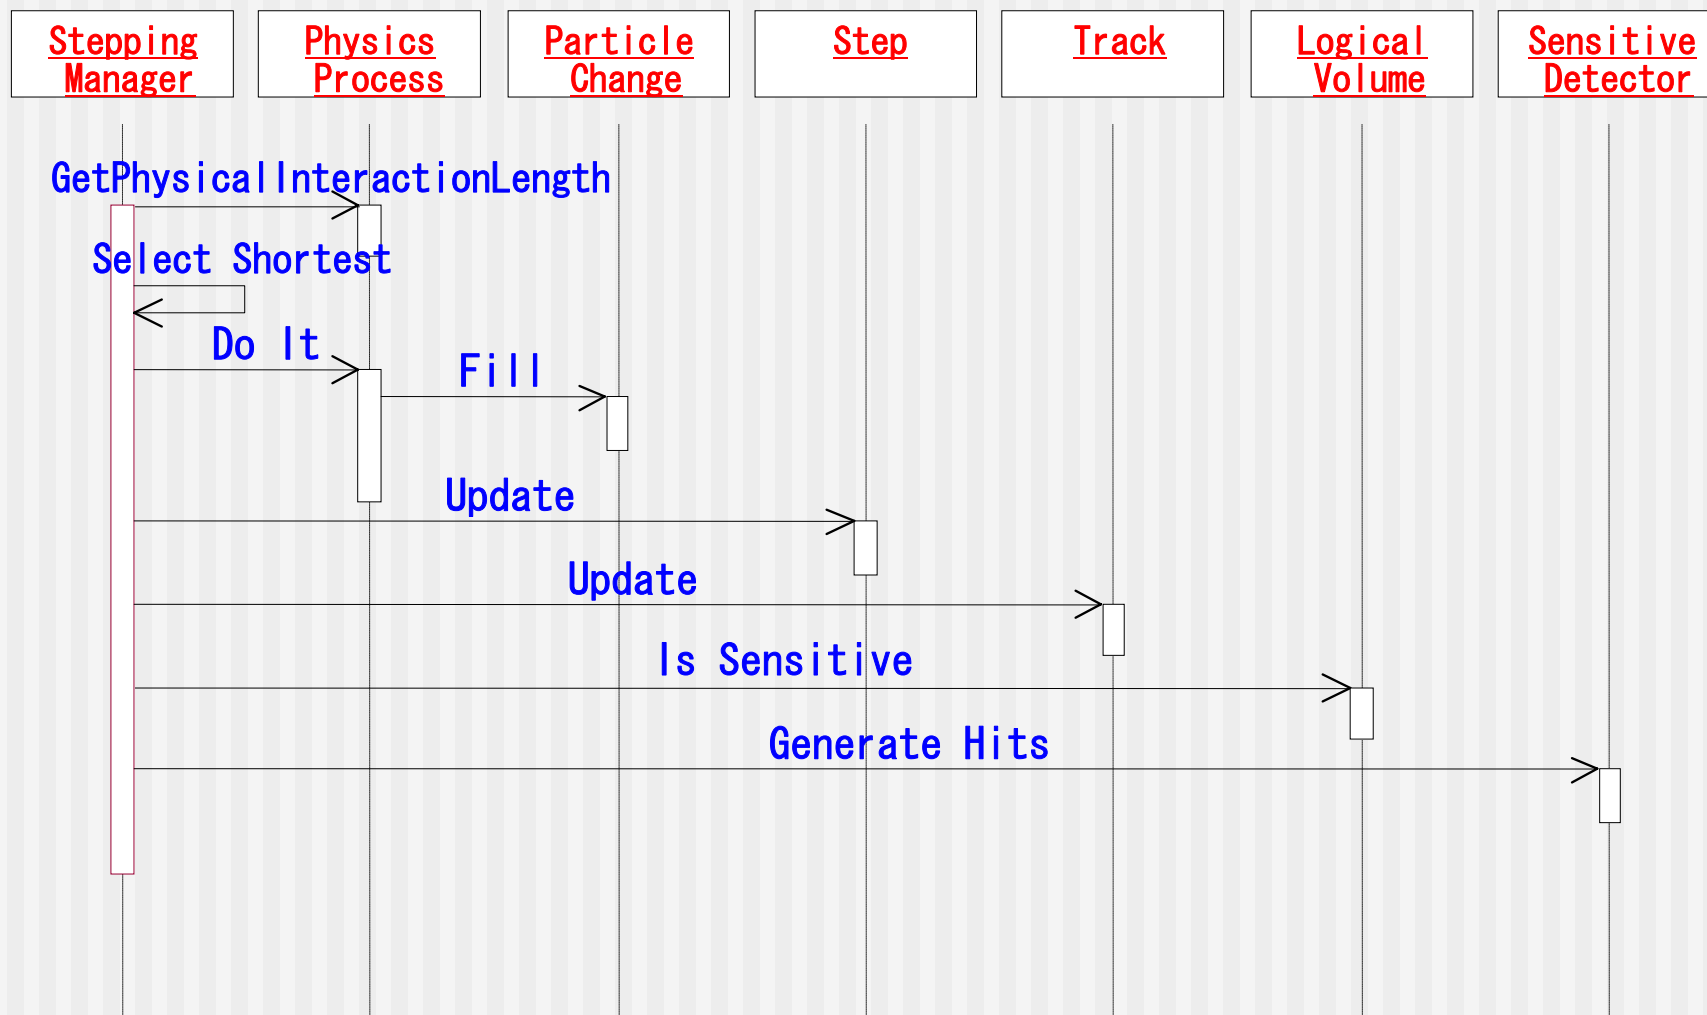 Stepping
Manager
Physics
Process
Particle
Change
Step
Track
Logical
Volume
Sensitive
Detector
GetPhysicalInteractionLength
Select Shortest
Do It
Fill
Update
Update
Is Sensitive
Generate Hits